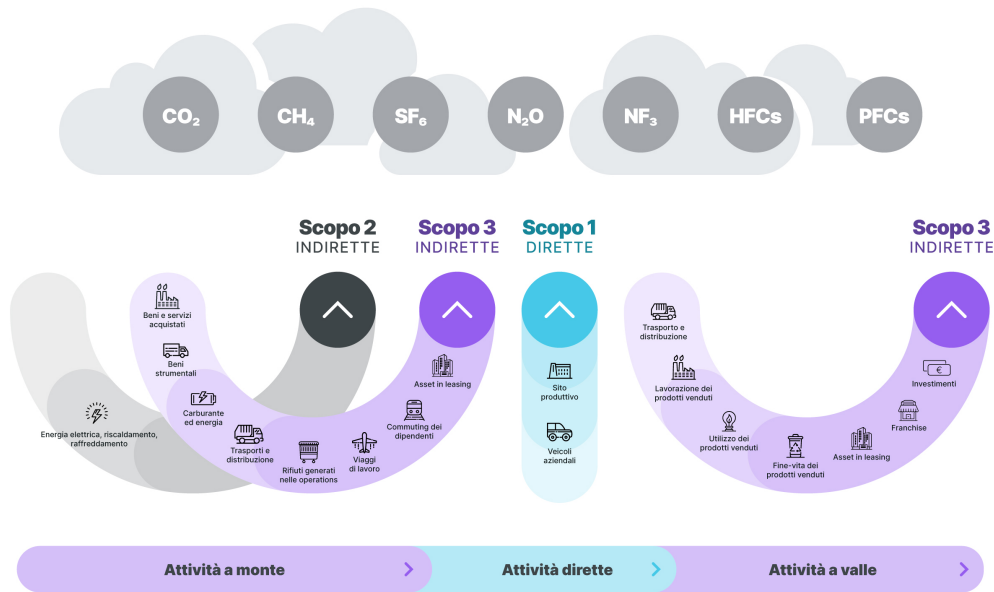 CO₂
CH₄
SF₆
N₂O
NF₃
HFCs
PFCs
Scopo 2
INDIRETTE
Scopo 3
INDIRETTE
Scopo 1
DIRETTE
Scopo 3
INDIRETTE
Energia elettrica, riscaldamento,
raffreddamento
Beni e servizi
acquistati
Beni
strumentali
Carburante
ed energia
Trasporti e
distribuzione
Rifiuti generati
nelle operations
Viaggi
di lavoro
Commuting dei
dipendenti
Asset in leasing
Sito
produttivo
Veicoli
aziendali
Trasporto e
distribuzione
Lavorazione dei
prodotti venduti
Utilizzo dei
prodotti venduti
Fine-vita dei
prodotti venduti
Asset in leasing
Franchise
€
Investimenti
Attività a monte
Attività dirette
Attività a valle